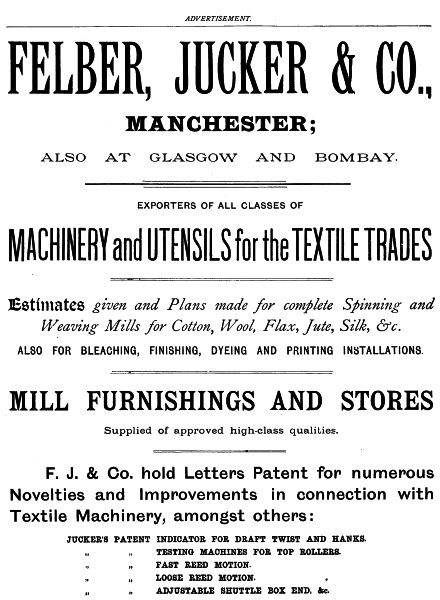 ADVERTISEMENT.
FELBER, JUCKER & CO.,
MANCHESTER;
ALSO AT GLASGOW AND BOMBAY.
EXPORTERS OF ALL CLASSES OF
MACHINERY and UTENSILS for the TEXTILE TRADES
Estimates given and Plans made for complete Spinning and
Weaving Mills for Cotton, Wool, Flax, Jute, Silk, &c.
ALSO FOR BLEACHING, FINISHING, DYEING AND PRINTING INSTALLATIONS.
MILL FURNISHINGS AND STORES
Supplied of approved high-class qualities.
F. J. & Co. hold Letters Patent for numerous
Novelties and Improvements in connection with
Textile Machinery, amongst others:
JUCKER'S PATENT INDICATOR FOR DRAFT TWIST AND HANKS.
„ „ TESTING MACHINES FOR TOP ROLLERS.
„ „ FAST REED MOTION.
„ „ LOOSE REED MOTION.
„ „ ADJUSTABLE SHUTTLE BOX END, &c.